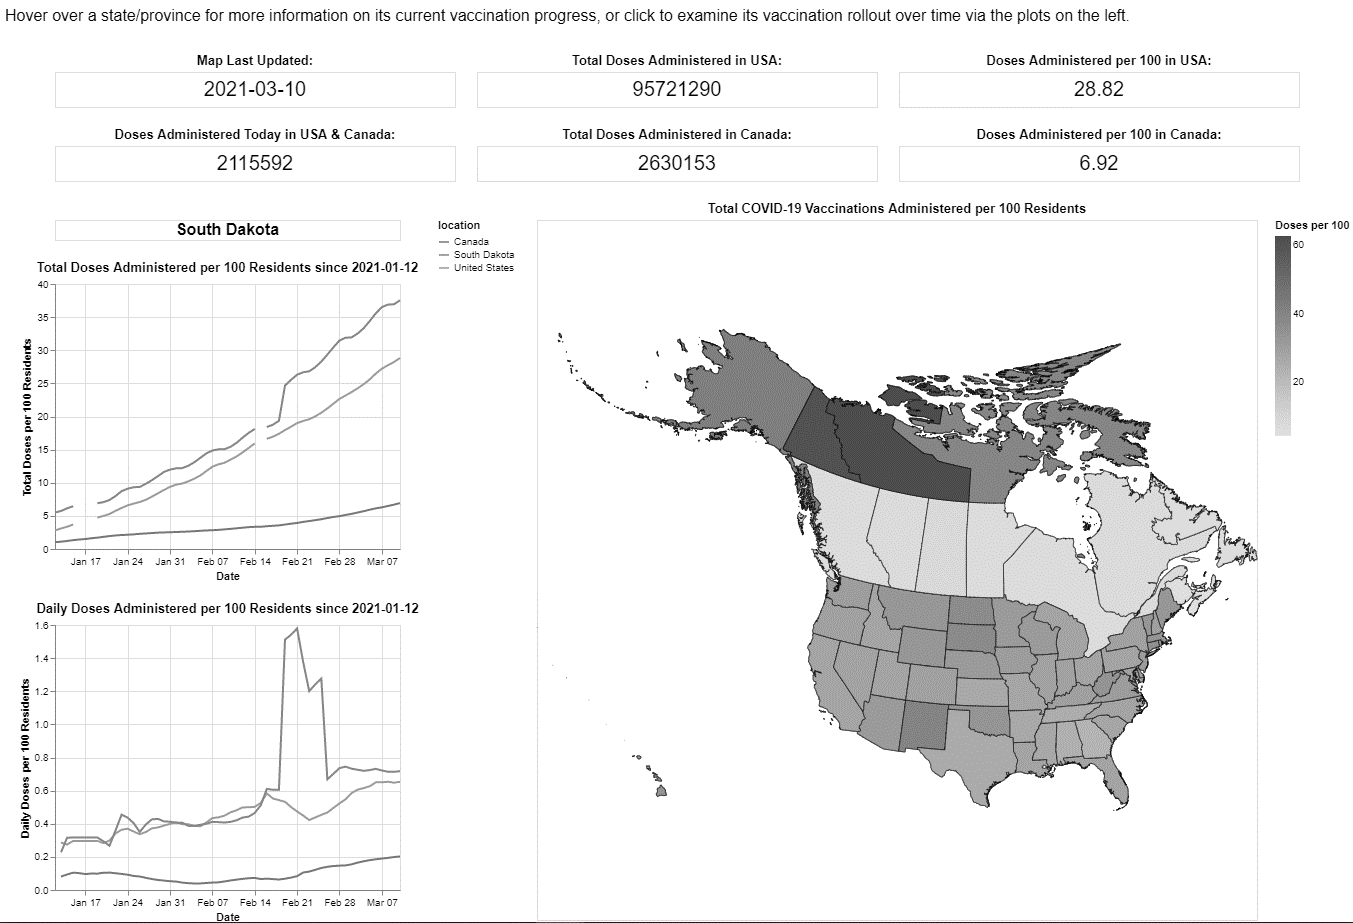 Hover over a state/province for more information on its current vaccination progress, or click to examine its vaccination rollout over time via the plots on the left.
Map Last Updated:
2021-03-10
Total Doses Administered in USA:
95721290
Doses Administered per 100 in USA:
28.82
Doses Administered Today in USA & Canada:
2115592
Total Doses Administered in Canada:
2630153
Doses Administered per 100 in Canada:
6.92
South Dakota
Total Doses Administered per 100 Residents since 2021-01-12
Total Doses per 100 Residents
40
35
30
25
20
15
10
5
0
Jan 17 Jan 24 Jan 31 Feb 07 Feb 14 Feb 21 Feb 28 Mar 07
Date
Daily Doses Administered per 100 Residents since 2021-01-12
Daily Doses per 100 Residents
1.6
1.4
1.2
1.0
0.8
0.6
0.4
0.2
0.0
Jan 17 Jan 24 Jan 31 Feb 07 Feb 14 Feb 21 Feb 28 Mar 07
Date
location
Canada
South Dakota
United States
Total COVID-19 Vaccinations Administered per 100 Residents
Doses per 100
60
40
20